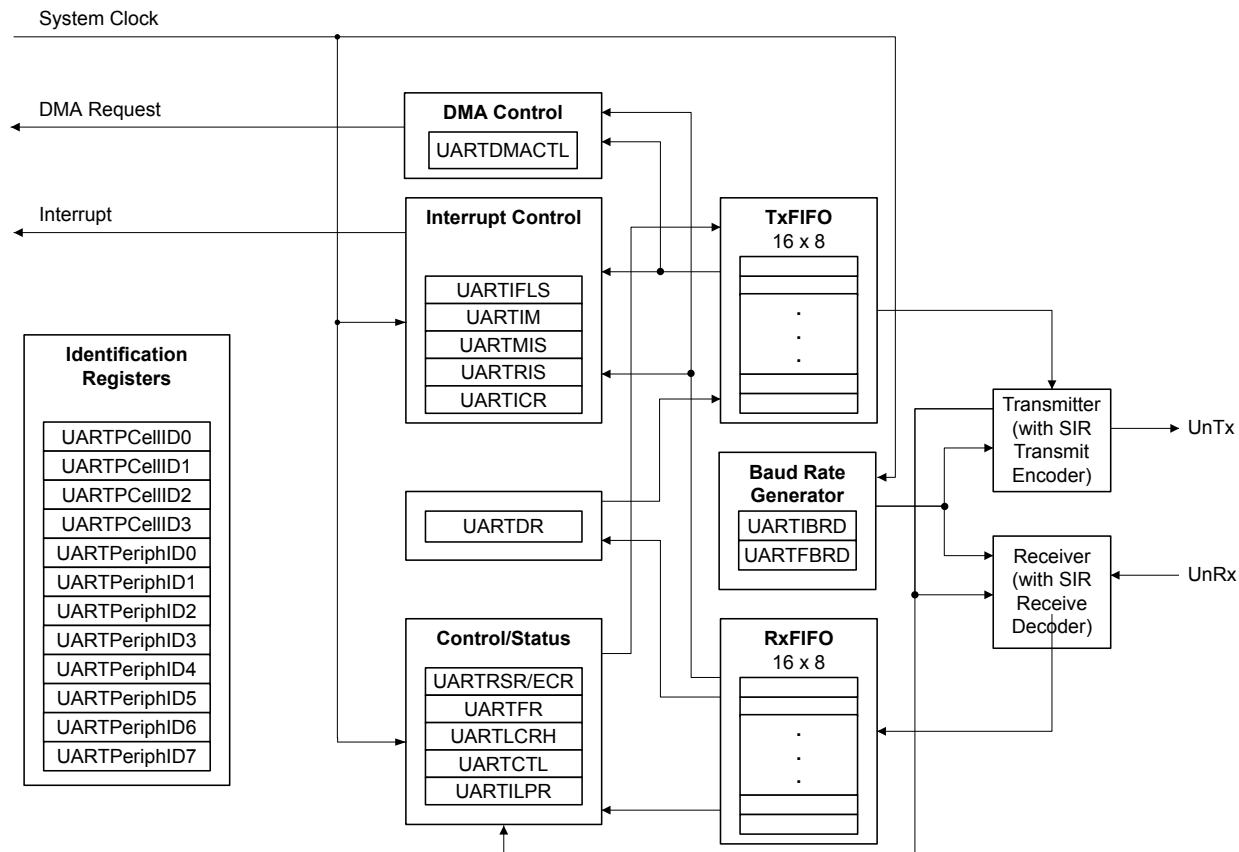 System Clock
DMA Request
DMA Control
UARTDMACTL
Interrupt
Interrupt Control
UARTIFLS
UARTIM
UARTMIS
UARTRIS
UARTICR
TxFIFO
16 x 8
.
.
.
Identification
Registers
UARTPCellID0
UARTPCellID1
UARTPCellID2
UARTPCellID3
UARTPeriphID0
UARTPeriphID1
UARTPeriphID2
UARTPeriphID3
UARTPeriphID4
UARTPeriphID5
UARTPeriphID6
UARTPeriphID7
UARTDR
Baud Rate
Generator
UARTIBRD
UARTFBRD
Transmitter
(with SIR
Transmit
Encoder)
UnTx
Receiver
(with SIR
Receive
Decoder)
UnRx
Control/Status
UARTRSR/ECR
UARTFR
UARTLCRH
UARTCTL
UARTILPR
RxFIFO
16 x 8
.
.
.